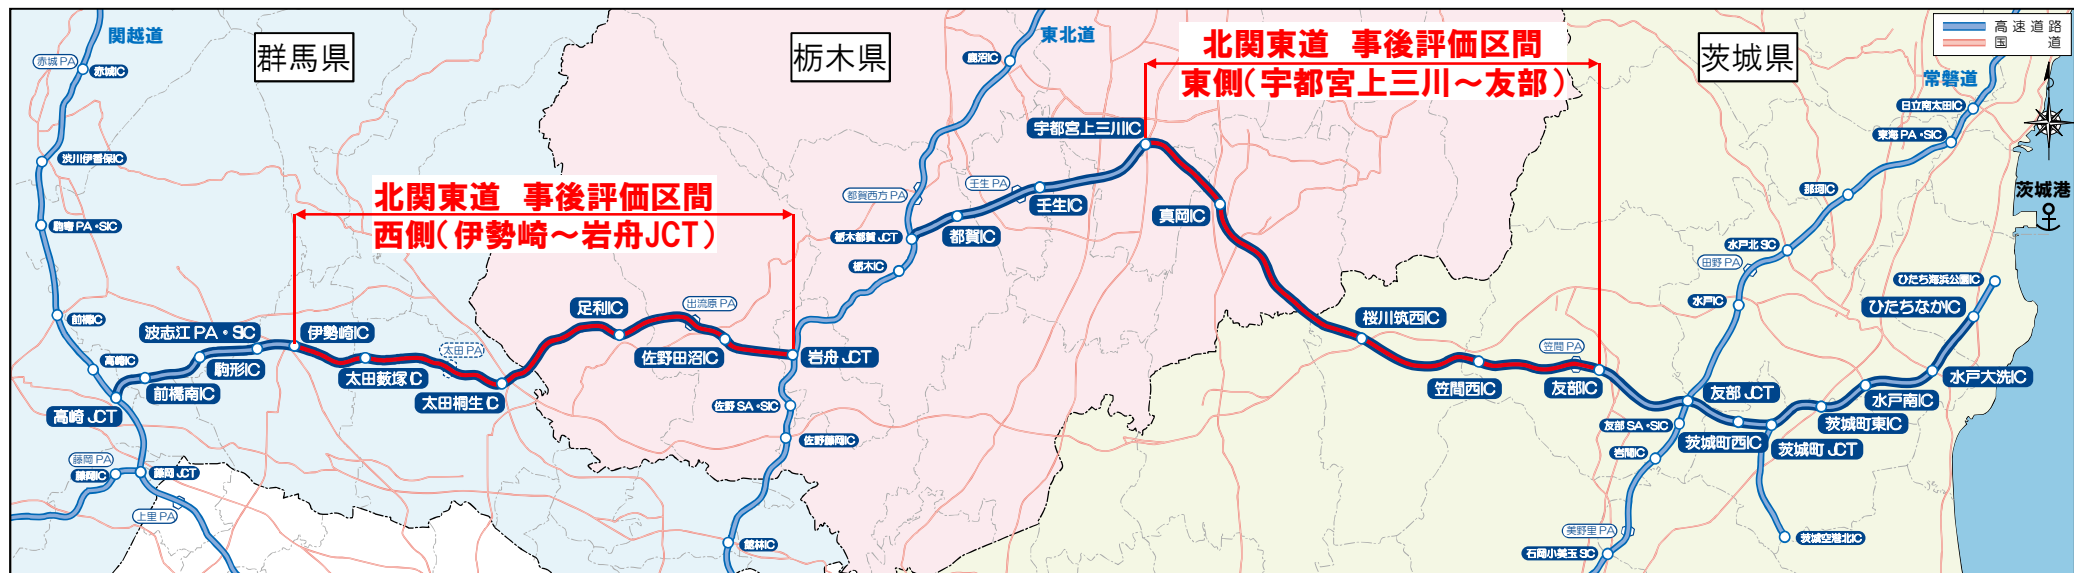 関越道
群馬県
赤城PA
赤城IC
渋川伊香保IC
駒寄PA・SIC
前橋IC
高崎IC
高崎JCT
前橋南IC
駒形IC
波志江PA・SIC
伊勢崎IC
太田藪塚IC
太田PA
太田桐生IC
藤岡PA
藤岡IC
藤岡JCT
上里PA
北関東道 事後評価区間
西側(伊勢崎~岩舟JCT)
栃木県
東北道
鹿沼IC
足利IC
出流原PA
佐野田沼IC
岩舟JCT
佐野SA・SIC
佐野藤岡IC
館林IC
都賀西方PA
栃木都賀JCT
栃木IC
都賀IC
壬生PA
壬生IC
宇都宮上三川IC
真岡IC
北関東道 事後評価区間
東側(宇都宮上三川~友部)
茨城県
桜川筑西IC
笠間西IC
笠間PA
友部IC
友部JCT
友部SA・SIC
岩間IC
美野里PA
石岡小美玉SIC
茨城町西IC
茨城町JCT
茨城空港北IC
茨城町東IC
水戸南IC
水戸大洗IC
ひたちなかIC
ひたち海浜公園IC
水戸IC
田野PA
水戸北SIC
那珂IC
東海PA・SIC
日立南太田IC
常磐道
茨城港
高速道路
国道